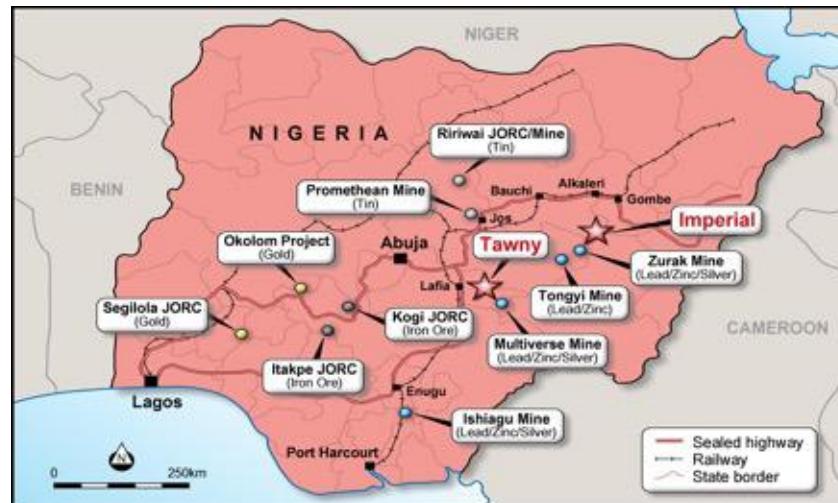 NIGER
NIGERIA
Ririwai JORC/Mine
(Tin)
BENIN
Promethean Mine
(Tin)
Bauchi
Alkaleri
Gombe
Jos
Imperial
Okolom Project
(Gold)
Abuja
Tawny
Zurak Mine
(Lead/Zinc/Silver)
Segilola JORC
(Gold)
Lafia
Tongyi Mine
(Lead/Zinc)
Kogi JORC
(Iron Ore)
CAMEROON
Itakpe JORC
(Iron Ore)
Multiverse Mine
(Lead/Zinc/Silver)
Lagos
Enugu
Ishiagu Mine
(Lead/Zinc/Silver)
Port Harcourt
N
0 250km
Sealed highway
Railway
State border